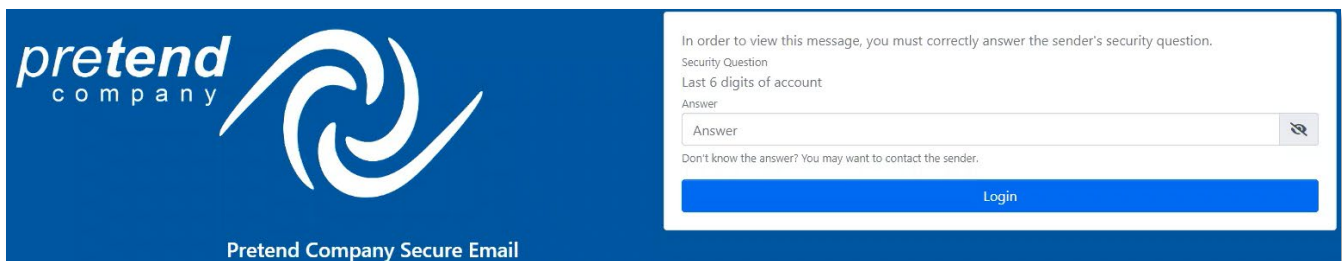 pretend
company
Pretend Company Secure Email
In order to view this message, you must correctly answer the sender's security question.
Security Question
Last 6 digits of account
Answer
Answer
Don't know the answer? You may want to contact the sender.
Login